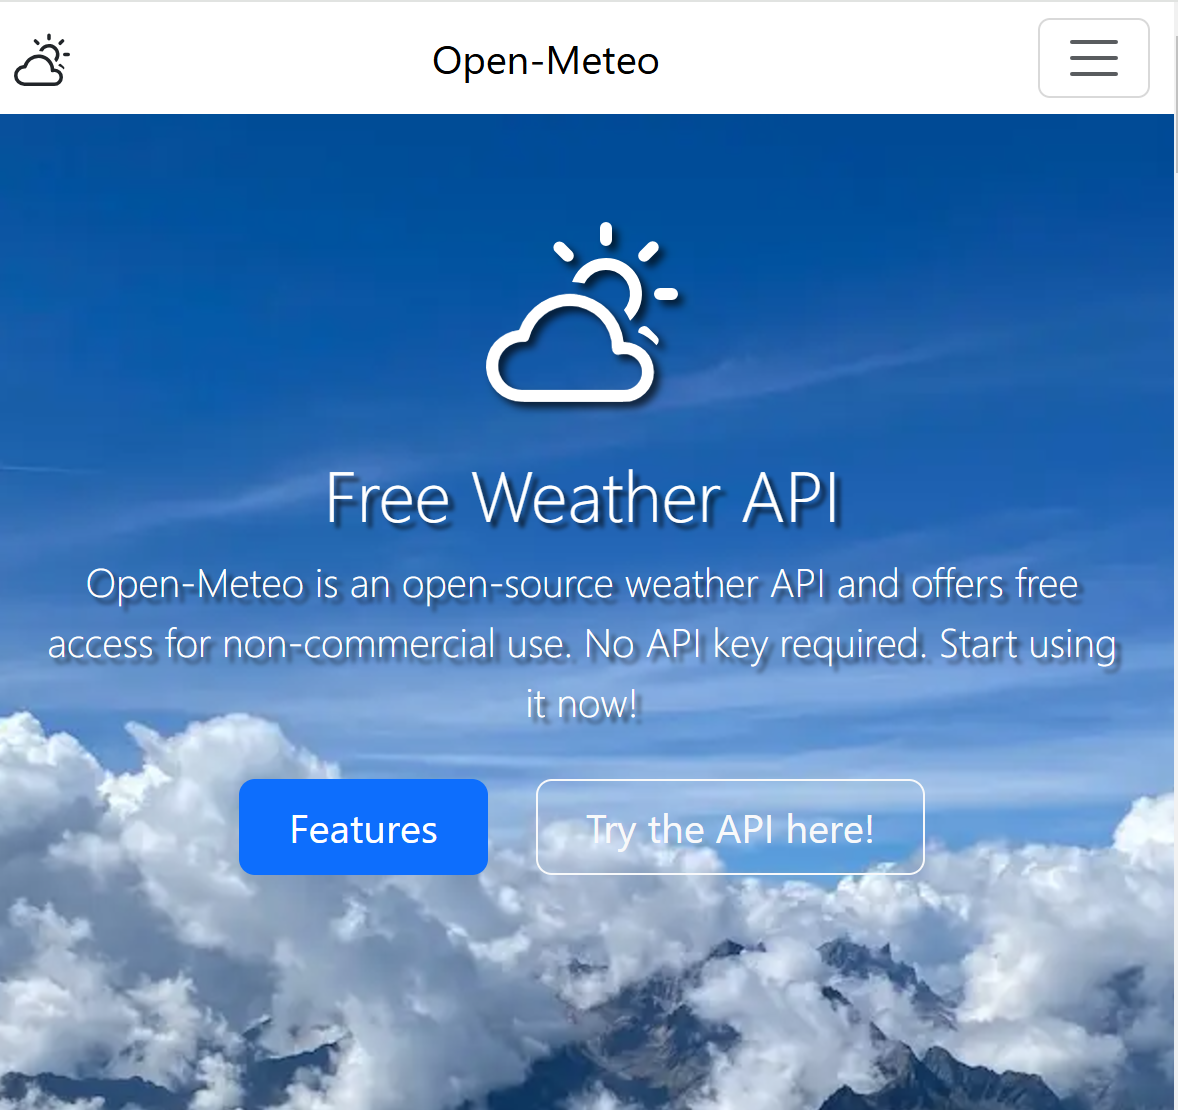 Open-Meteo
Free Weather API
Open-Meteo is an open-source weather API and offers free
access for non-commercial use. No API key required. Start using
it now!
Features
Try the API here!